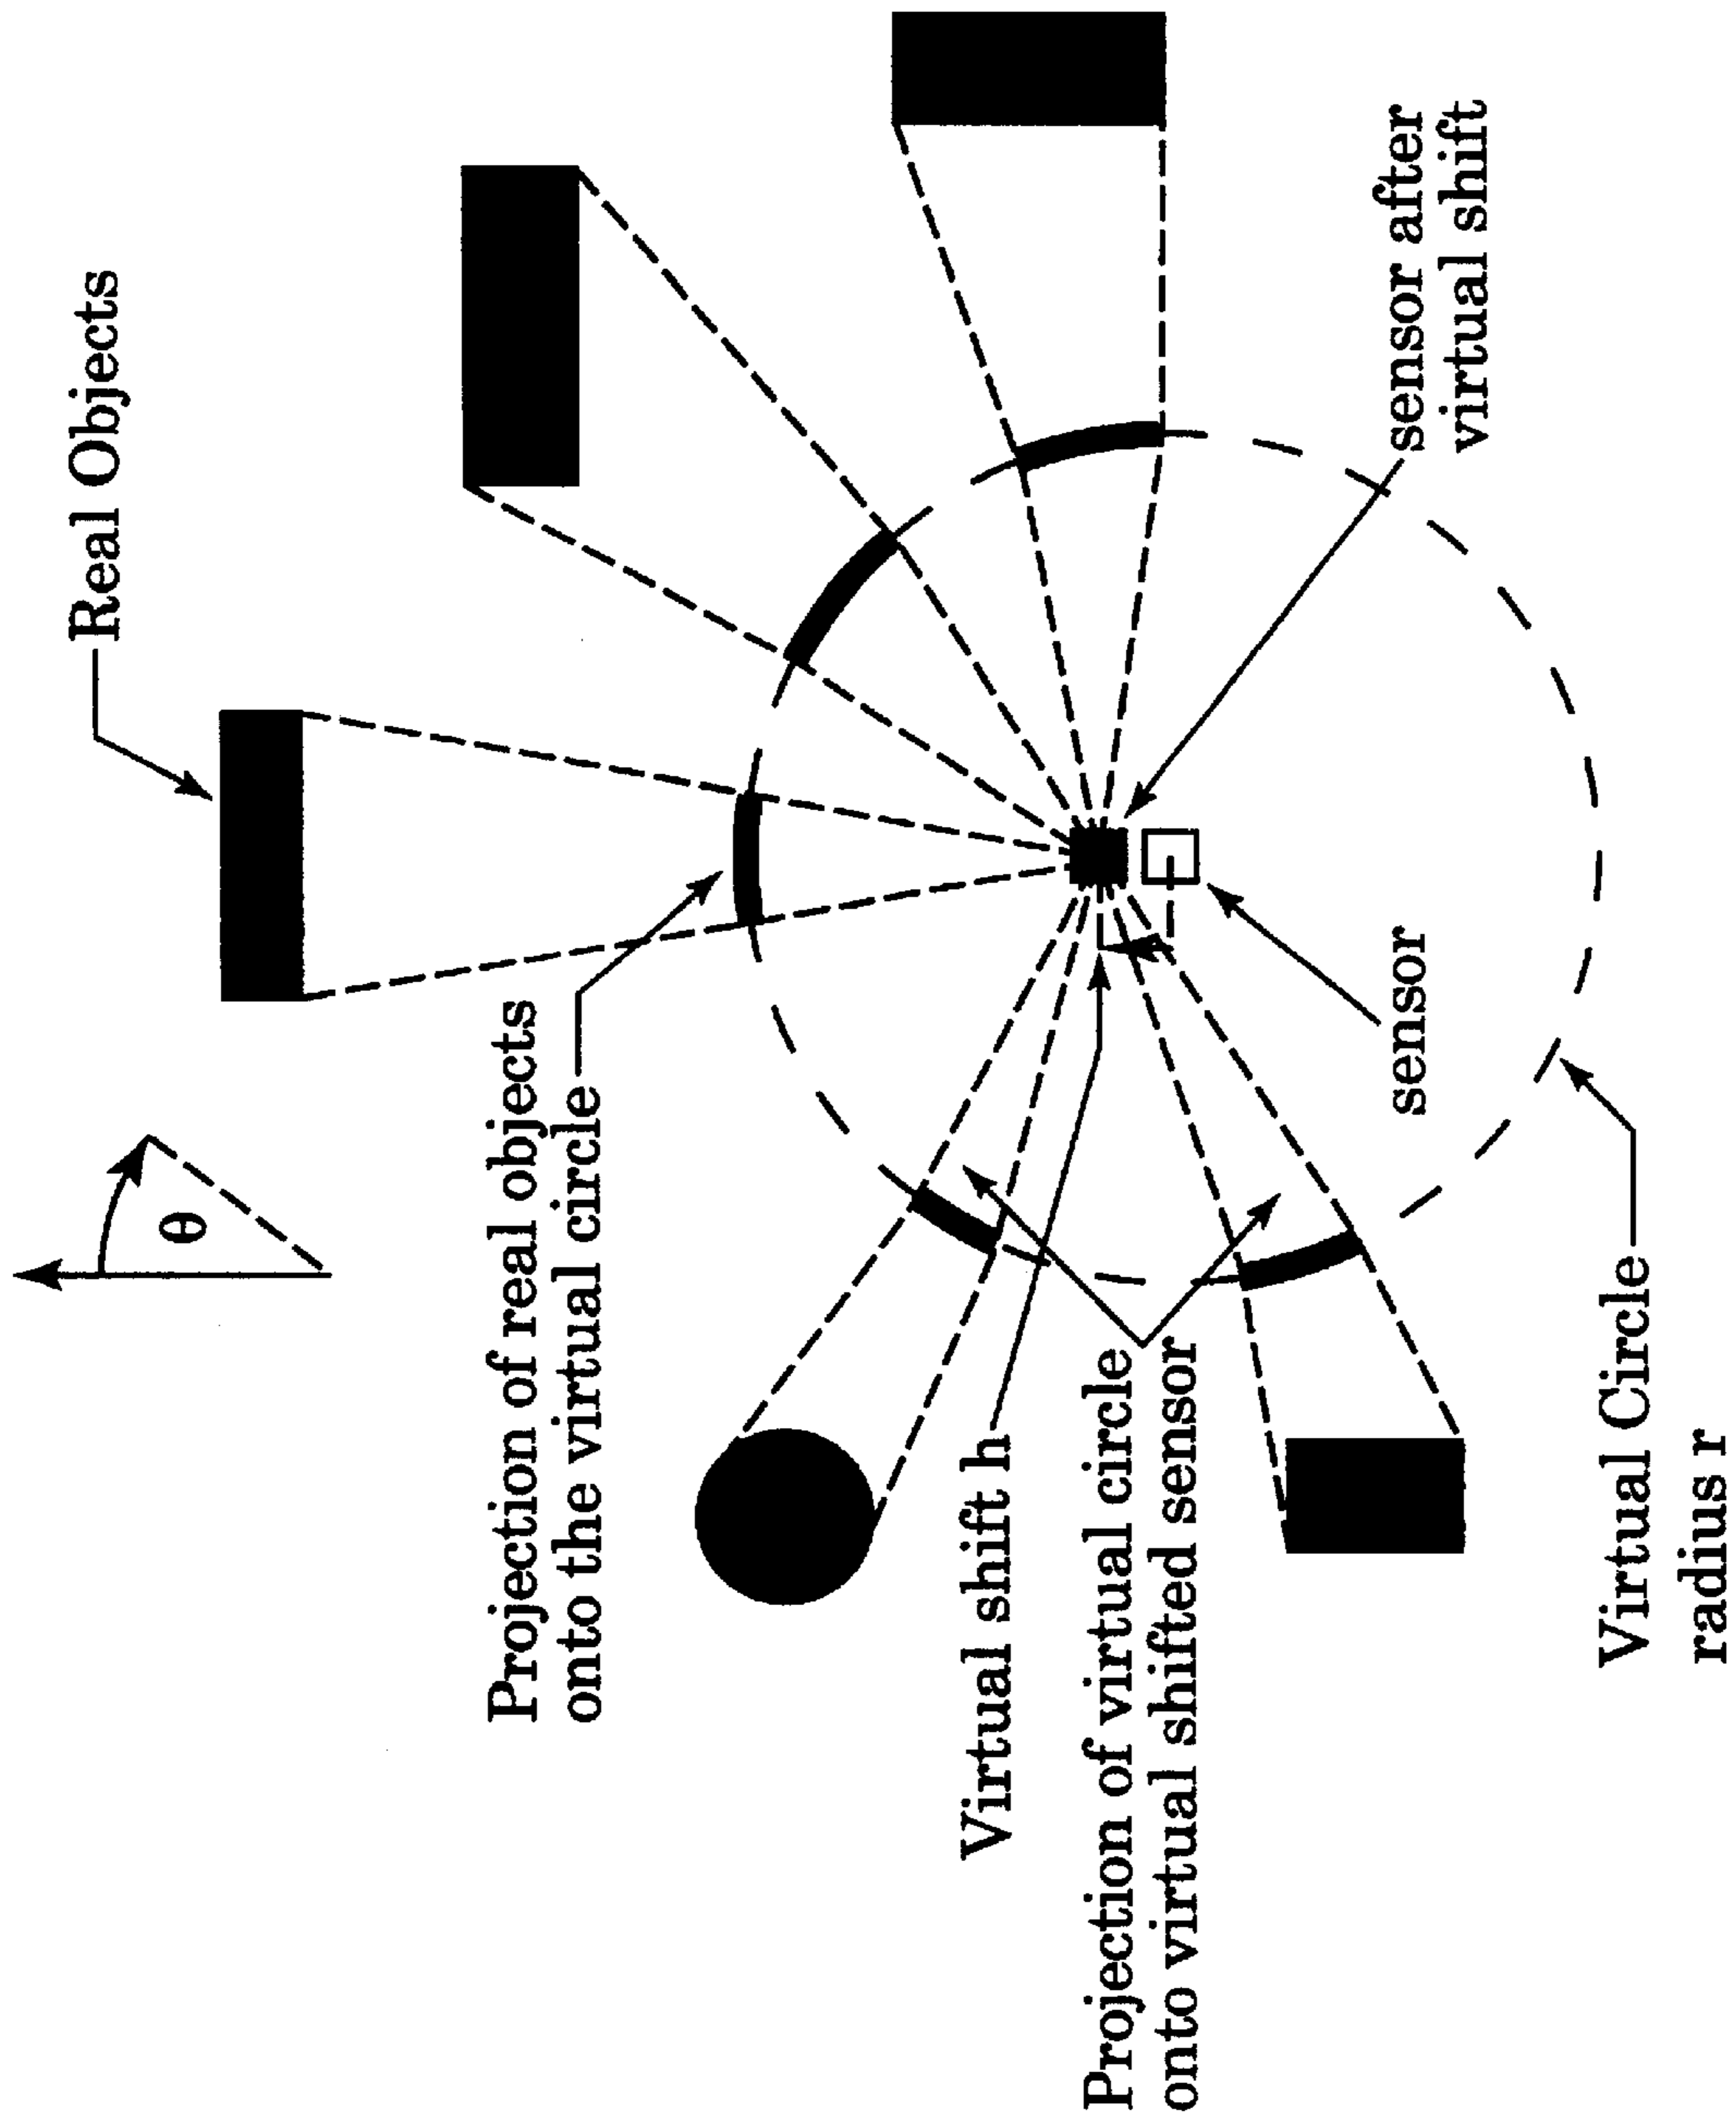 Real Objects
θ
Projection of real objects
onto the virtual circle
Virtual shift h
Projection of virtual circle
onto virtual shifted sensor
sensor after
virtual shift
sensor
Virtual Circle
radius r